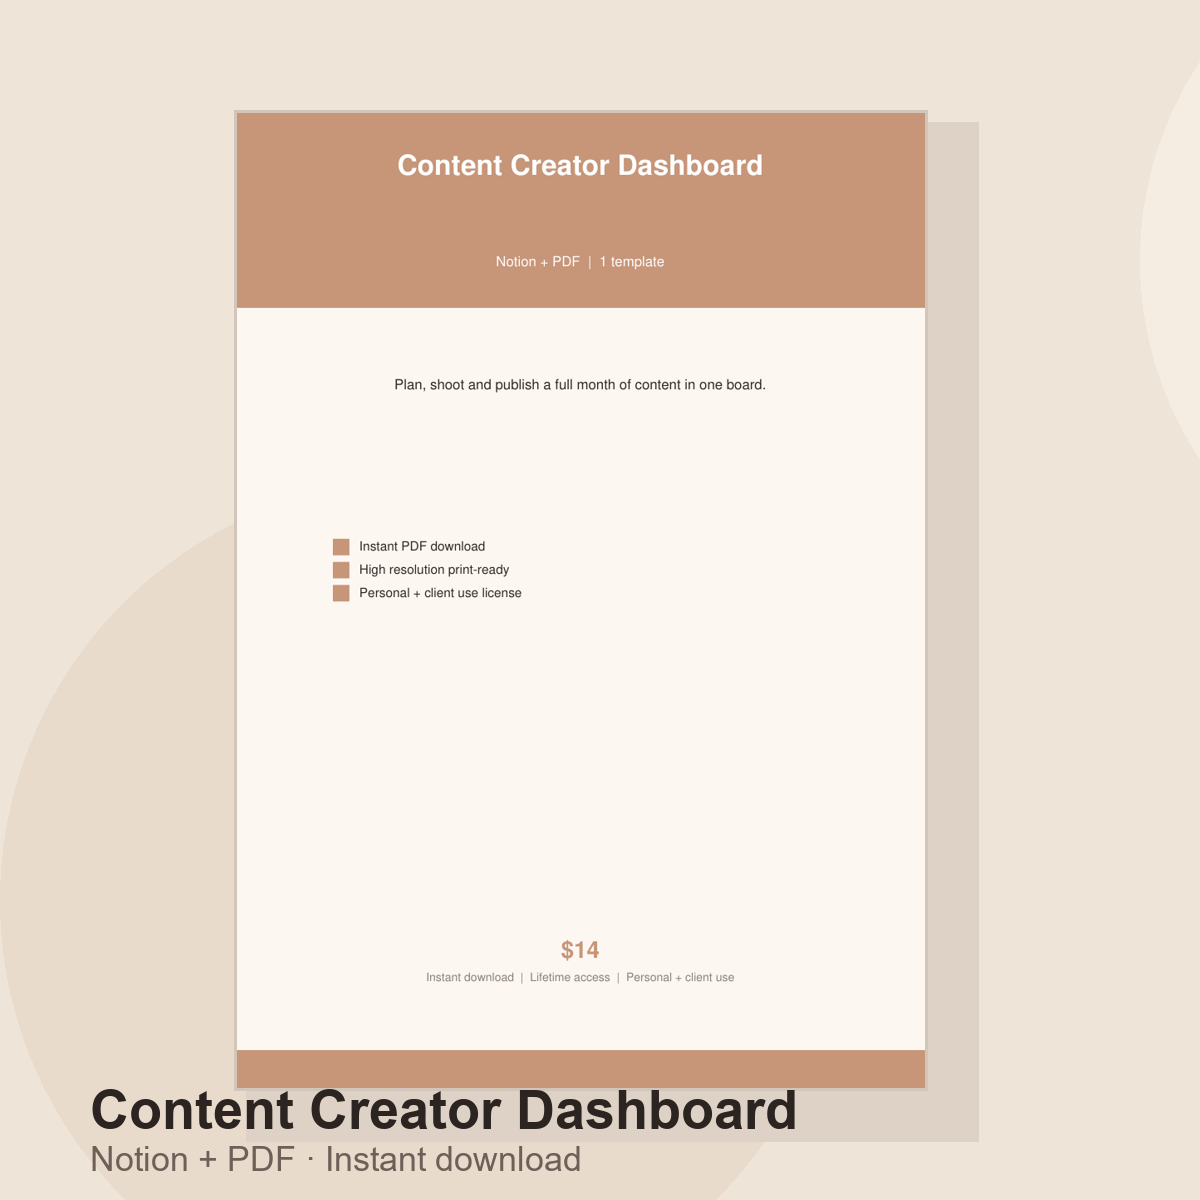 Content Creator Dashboard
Notion + PDF | 1 template
Plan, shoot and publish a full month of content in one board.
Instant PDF download
High resolution print-ready
Personal + client use license
$14
Instant download | Lifetime access | Personal + client use
Content Creator Dashboard
Notion + PDF · Instant download